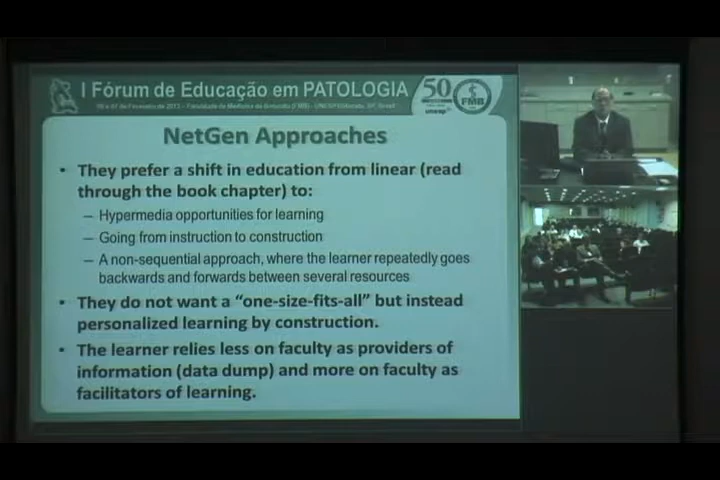 I Fórum de Educação em PATOLOGIA
50
FMB
unesp
NetGen Approaches
• They prefer a shift in education from linear (read
through the book chapter) to:
– Hypermedia opportunities for learning
– Going from instruction to construction
– A non-sequential approach, where the learner repeatedly goes
backwards and forwards between several resources
• They do not want a “one-size-fits-all” but instead
personalized learning by construction.
• The learner relies less on faculty as providers of
information (data dump) and more on faculty as
facilitators of learning.